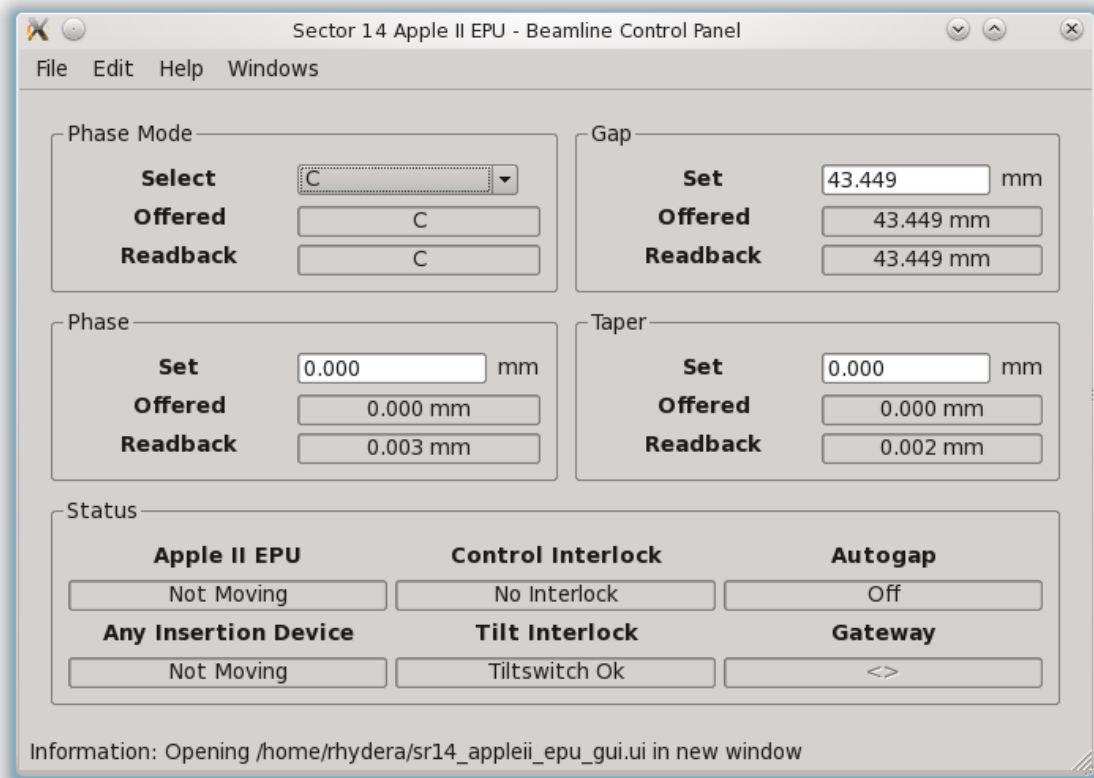 Sector 14 Apple II EPU - Beamline Control Panel
File Edit Help Windows
Phase Mode
Select C
Offered C
Readback C
Gap
Set 43.449 mm
Offered 43.449 mm
Readback 43.449 mm
Phase
Set 0.000 mm
Offered 0.000 mm
Readback 0.003 mm
Taper
Set 0.000 mm
Offered 0.000 mm
Readback 0.002 mm
Status
Apple II EPU Control Interlock Autogap
Not Moving No Interlock Off
Any Insertion Device Tilt Interlock Gateway
Not Moving Tiltswitch Ok <>
Information: Opening /home/rhydera/sr14_appleii_epu_gui.ui in new window